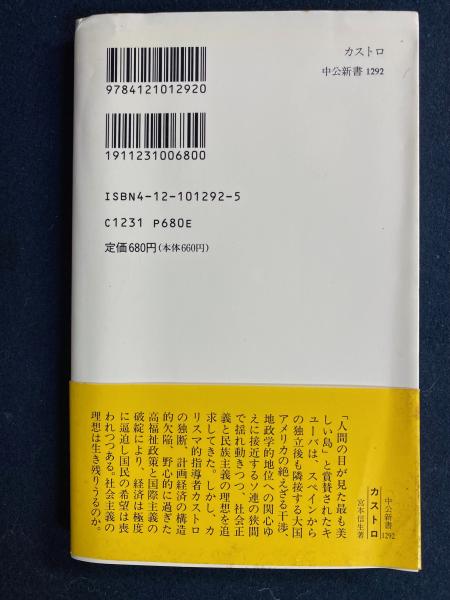 カストロ
中公新書 1292
9784121012920
1911231006800
ISBN4-12-101292-5
C1231 P680E
定価680円(本体660円)
中公新書
1292
カストロ
宮本信生著
「人間の目が見た最も美
しい島」と賞賛されたキ
ューバは、スペインから
の独立後も隣接する大国
アメリカの絶えざる干渉、
地政学的地位への関心ゆ
えに接近するソ連の狭間
で揺れ動きつつ、社会正
義と民族主義の理想を追
求してきた。しかし、カ
リスマ的指導者カストロ
の独断、計画経済の構造
的欠陥、野心的に過ぎた
高福祉政策と国際主義の
破綻により、経済は極度
に逼迫し国民の希望は喪
われつつある。社会主義の
理想は生き残りうるのか。